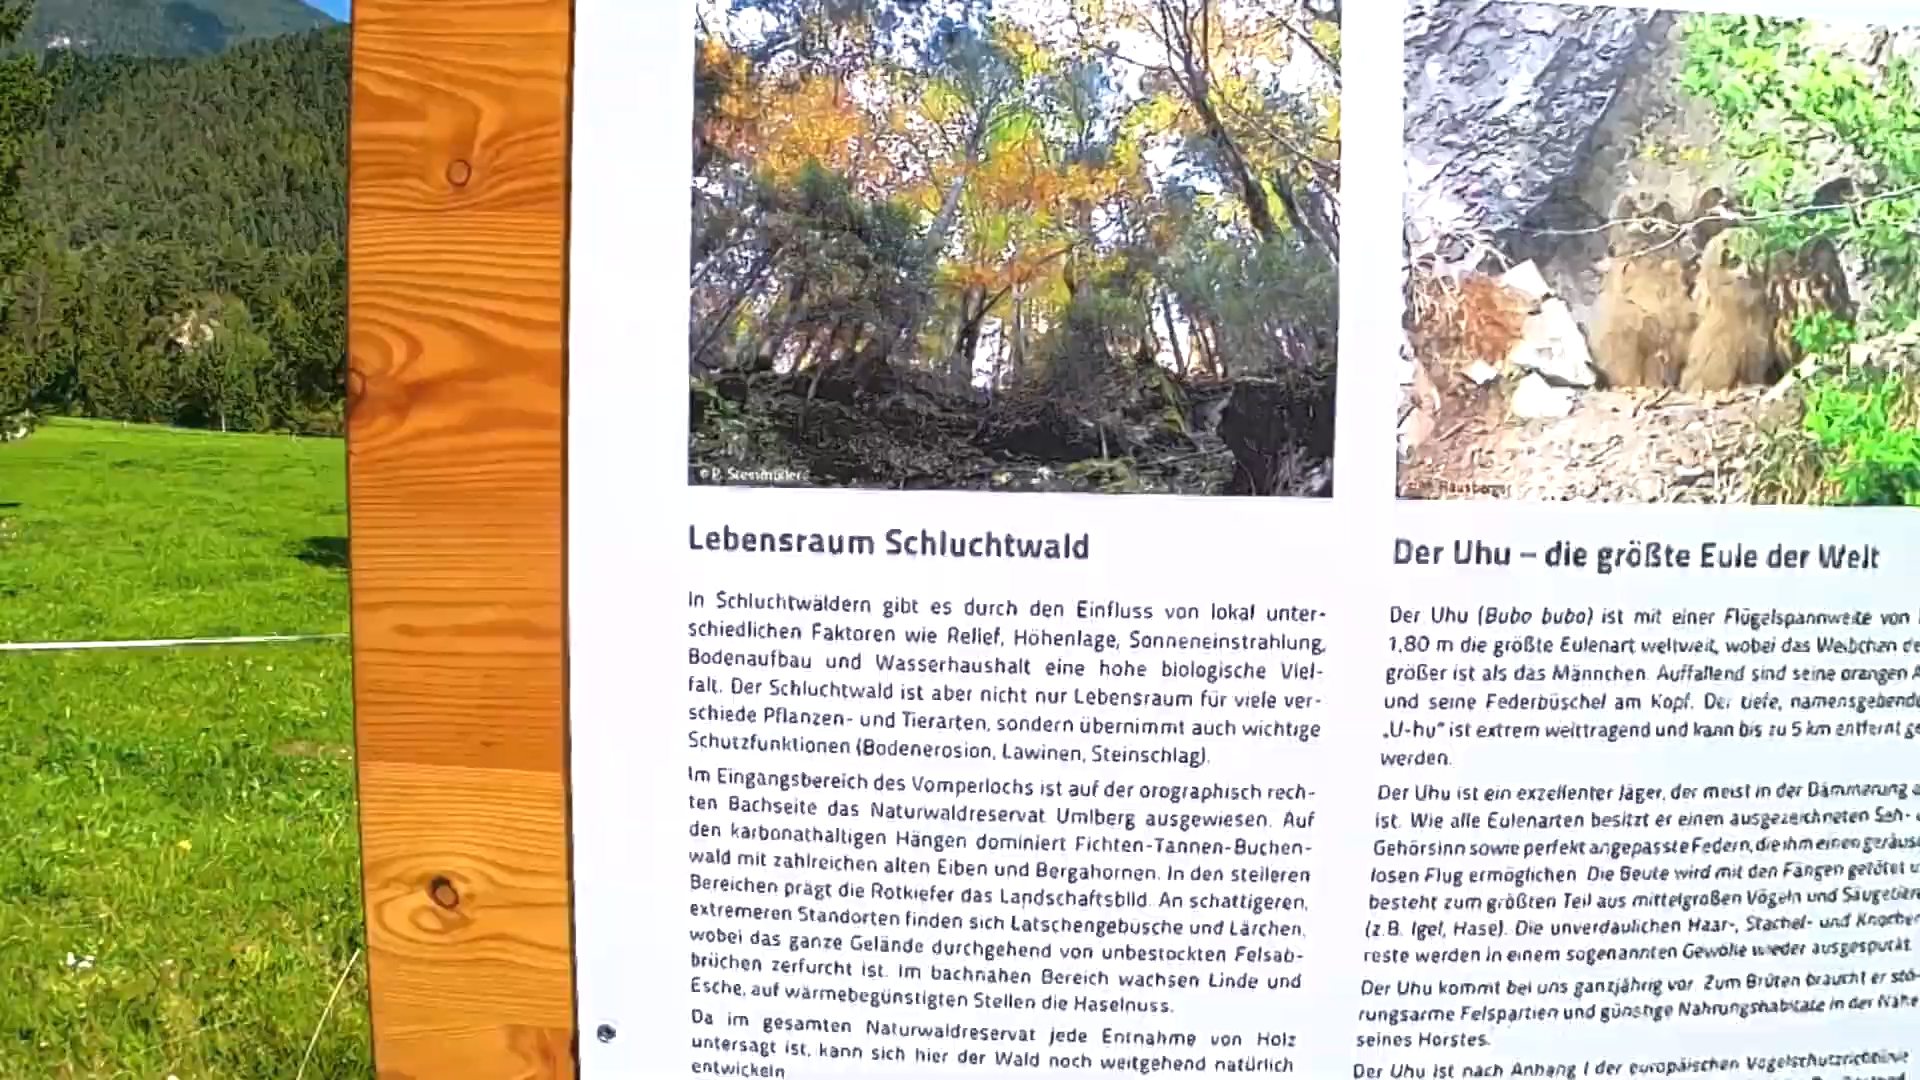 © P. Steinmüller
Lebensraum Schluchtwald
In Schluchtwäldern gibt es durch den Einfluss von lokal unter-
schiedlichen Faktoren wie Relief, Höhenlage, Sonneneinstrahlung,
Bodenaufbau und Wasserhaushalt eine hohe biologische Viel-
falt. Der Schluchtwald ist aber nicht nur Lebensraum für viele ver-
schiede Pflanzen- und Tierarten, sondern übernimmt auch wichtige
Schutzfunktionen (Bodenerosion, Lawinen, Steinschlag).
Im Eingangsbereich des Vomperlochs ist auf der orographisch rech-
ten Bachseite das Naturwaldreservat Umlberg ausgewiesen. Auf
den karbonathaltigen Hängen dominiert Fichten-Tannen-Buchen-
wald mit zahlreichen alten Eiben und Bergahornen. In den steileren
Bereichen prägt die Rotkiefer das Landschaftsbild. An schattigeren,
extremeren Standorten finden sich Latschengebüsche und Lärchen,
wobei das ganze Gelände durchgehend von unbestockten Felsab-
brüchen zerfurcht ist. Im bachnahen Bereich wachsen Linde und
Esche, auf wärmebegünstigten Stellen die Haselnuss.
Da im gesamten Naturwaldreservat jede Entnahme von Holz
untersagt ist, kann sich hier der Wald noch weitgehend natürlich
entwickeln
Der Uhu – die größte Eule der Welt
Der Uhu (Bubo bubo) ist mit einer Flügelspannweite von
1,80 m die größte Eulenart weltweit, wobei das Weibchen
größer ist als das Männchen. Auffallend sind seine orangen
und seine Federbüschel am Kopf. Der tiefe, namensgebende
„U-hu“ ist extrem weittragend und kann bis zu 5 km entfernt
werden.
Der Uhu ist ein exzellenter Jäger, der meist in der Dämmerung
ist. Wie alle Eulenarten besitzt er einen ausgezeichneten Seh-
Gehörsinn sowie perfekt angepasste Federn, die ihm einen geräusch-
losen Flug ermöglichen. Die Beute wird mit den Fängen getötet
besteht zum größten Teil aus mittelgroßen Vögeln und Säugetieren
(z.B. Igel, Hase). Die unverdaulichen Haar-, Stachel- und Knochen-
reste werden in einem sogenannten Gewölle wieder ausgespuckt.
Der Uhu kommt bei uns ganzjährig vor. Zum Brüten braucht er stö-
rungsarme Felspartien und günstige Nahrungshabitate in der Nähe
seines Horstes.
Der Uhu ist nach Anhang I der europäischen Vogelschutzrichtlinie